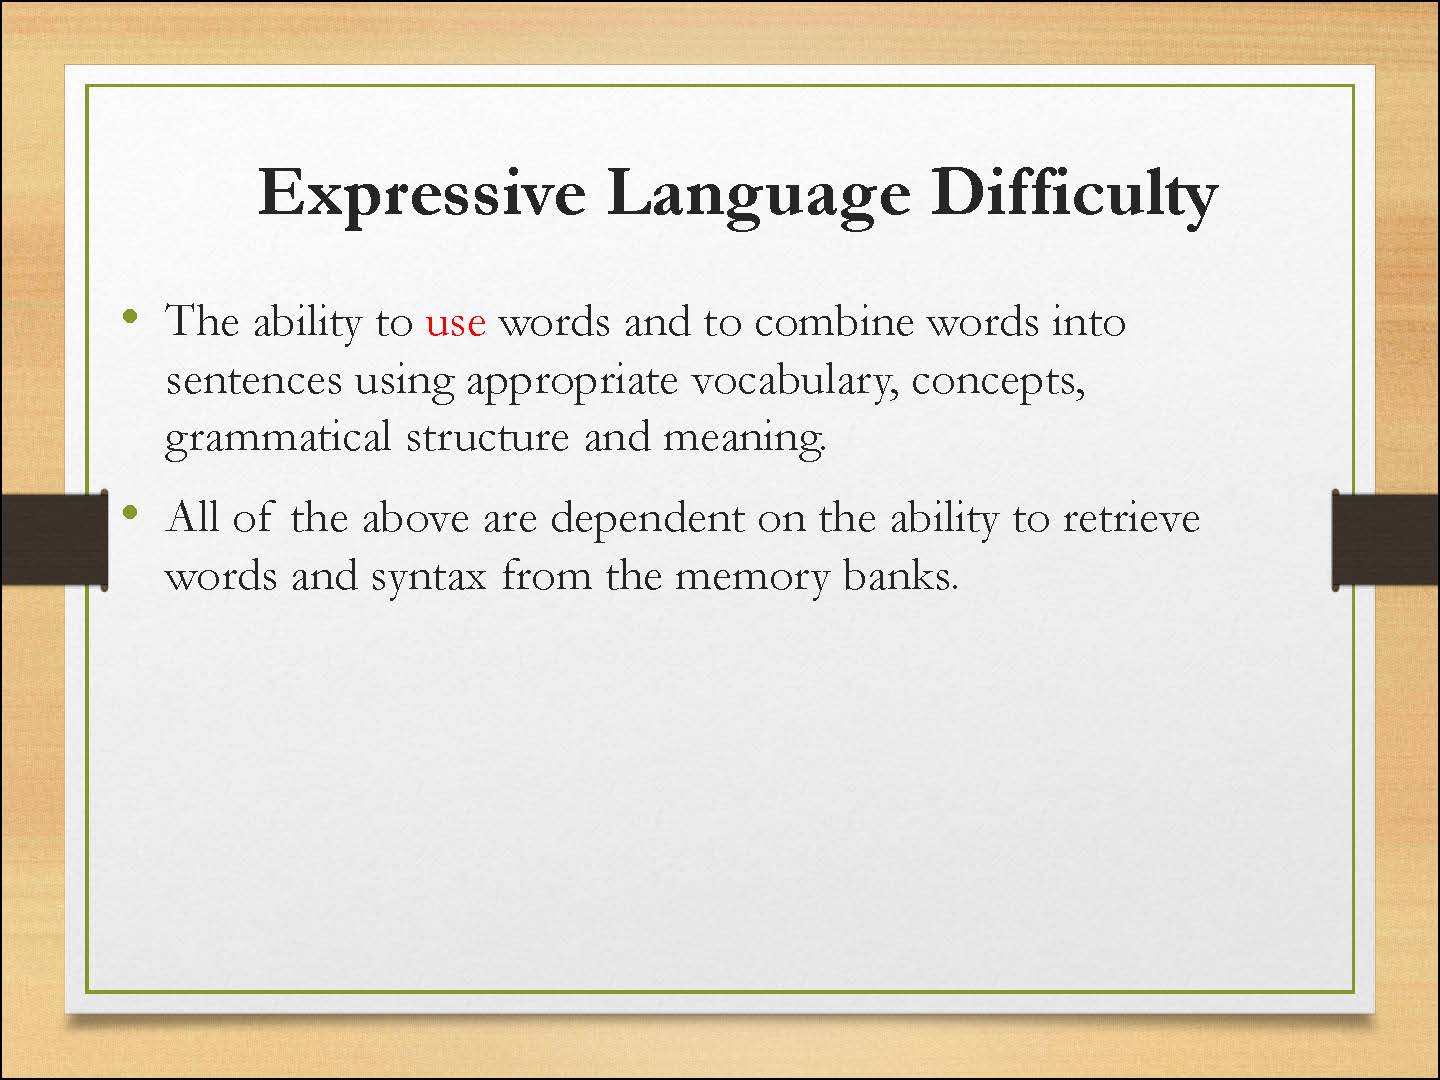 Expressive Language Difficulty
• The ability to use words and to combine words into
sentences using appropriate vocabulary, concepts,
grammatical structure and meaning.
• All of the above are dependent on the ability to retrieve
words and syntax from the memory banks.